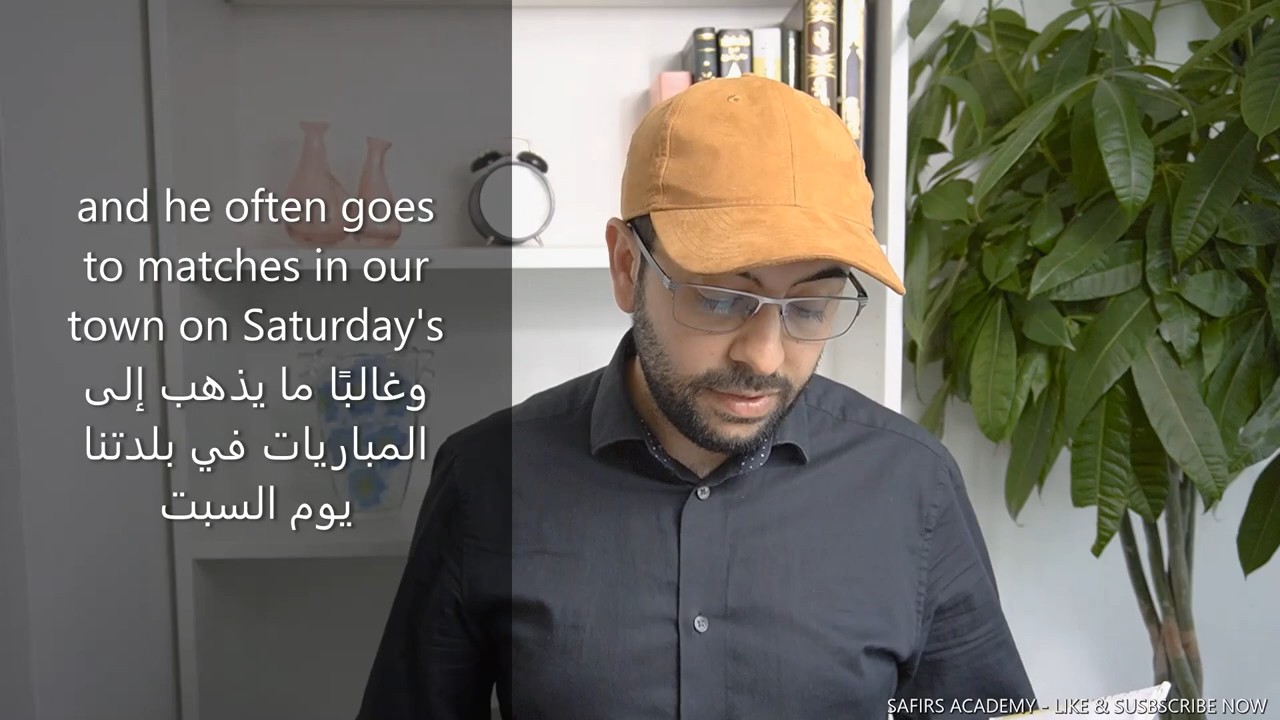 and he often goes
to matches in our
town on Saturday's
وغالبًا ما يذهب إلى
المباريات في بلدتنا
يوم السبت
SAFIRS ACADEMY - LIKE & SUSBSCRIBE NOW